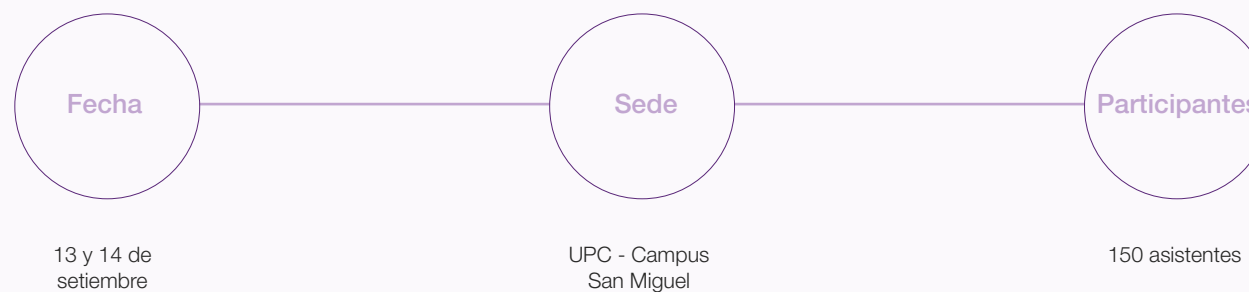 Fecha
Sede
Participantes
13 y 14 de
setiembre
UPC - Campus
San Miguel
150 asistentes